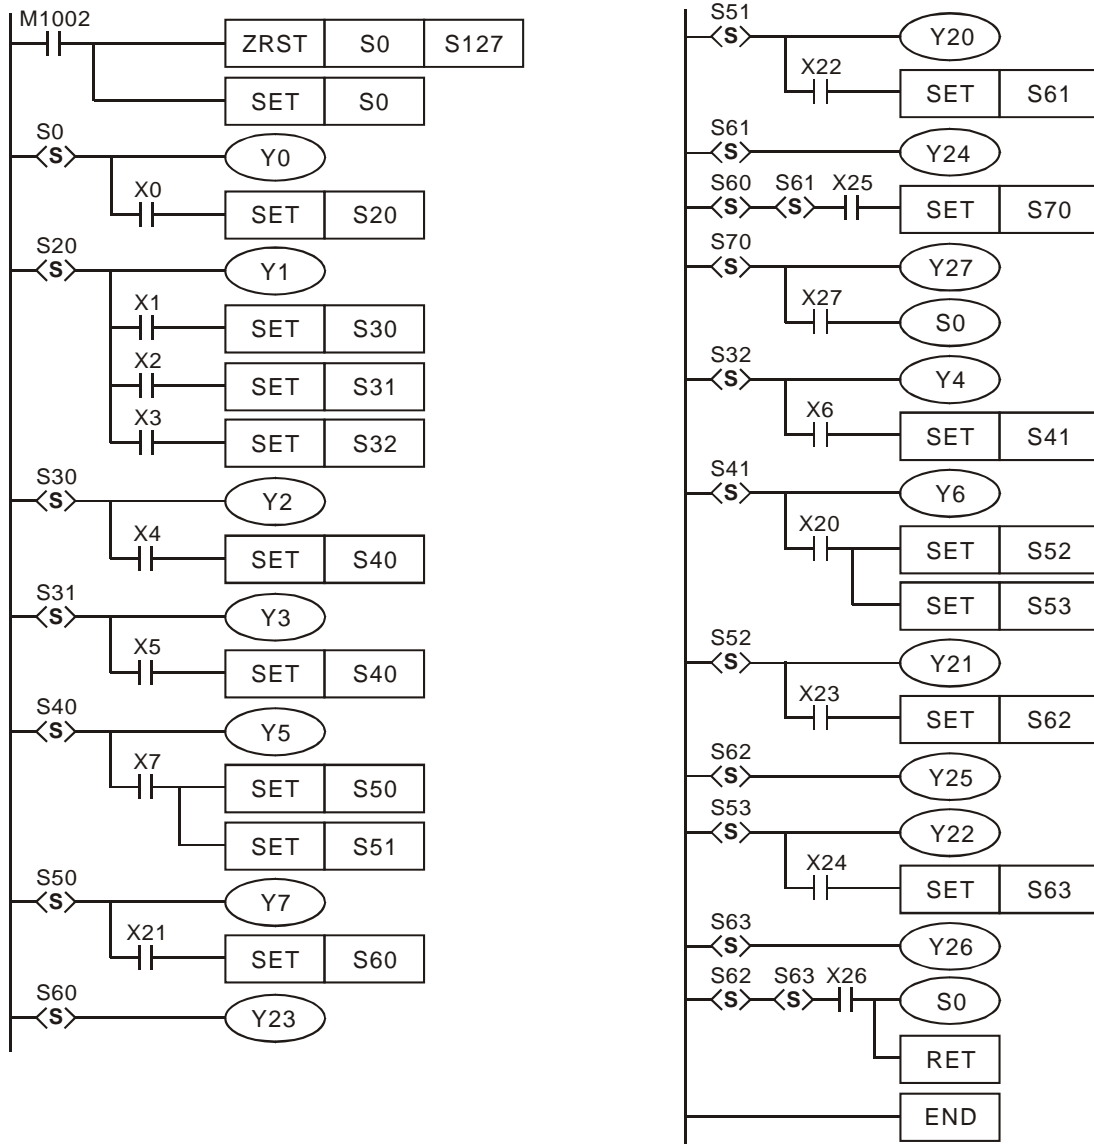 M1002
ZRST S0 S127
SET S0
S0
S Y0
X0
SET S20
S20
S Y1
X1
SET S30
X2
SET S31
X3
SET S32
S30
S Y2
X4
SET S40
S31
S Y3
X5
SET S40
S40
S Y5
X7
SET S50
SET S51
S50
S Y7
X21
SET S60
S60
S Y23
S51
S Y20
X22
SET S61
S61
S Y24
S60 S61 X25
S S SET S70
S70
S Y27
X27
S0
S32
S Y4
X6
SET S41
S41
S Y6
X20
SET S52
SET S53
S52
S Y21
X23
SET S62
S62
S Y25
S53
S Y22
X24
SET S63
S63
S Y26
S62 S63 X26
S S S0
RET
END